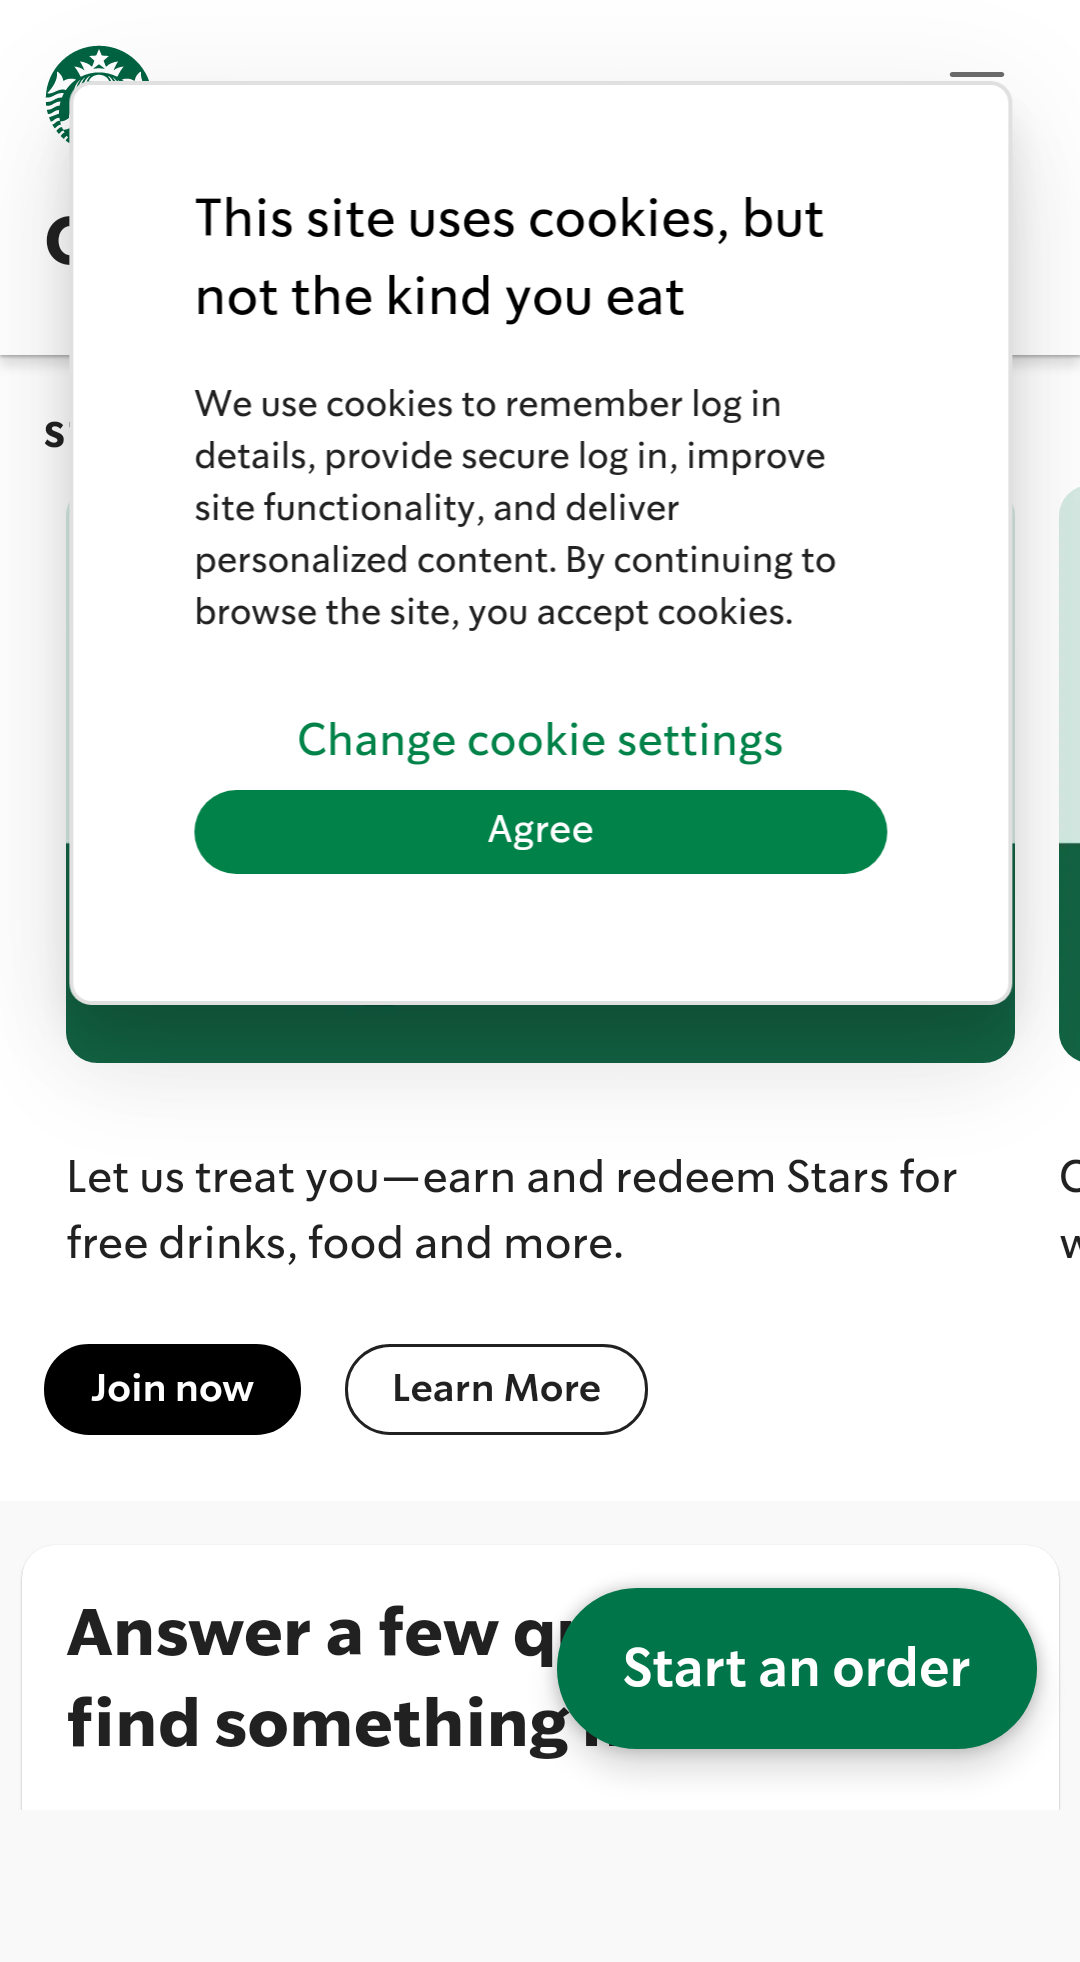 This site uses cookies, but
not the kind you eat
We use cookies to remember log in
details, provide secure log in, improve
site functionality, and deliver
personalized content. By continuing to
browse the site, you accept cookies.
Change cookie settings
Agree
Let us treat you—earn and redeem Stars for
free drinks, food and more.
Join now
Learn More
Answer a few
find something
Start an order